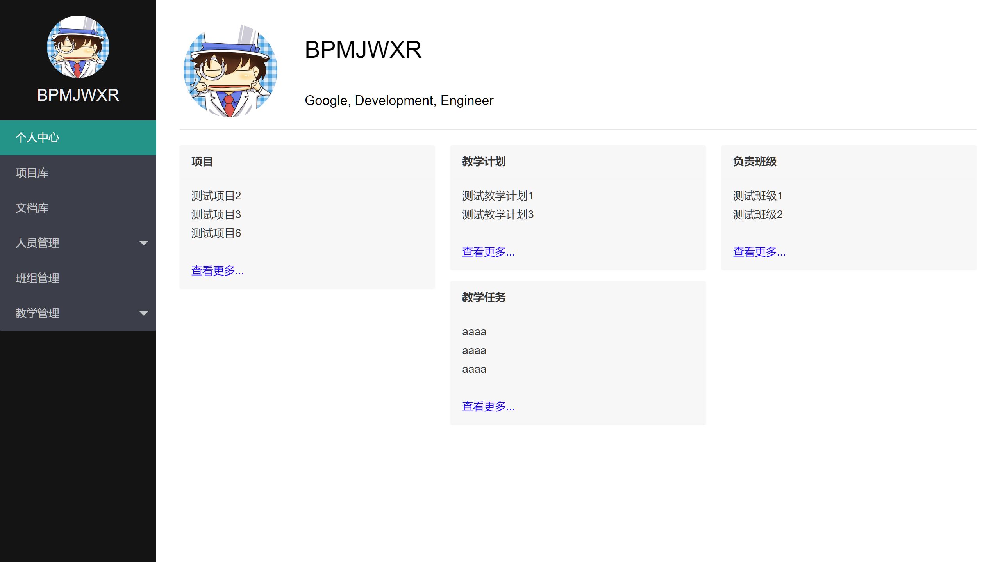 BPMJWXR
个人中心
项目库
文档库
人员管理
班组管理
教学管理
BPMJWXR
Google, Development, Engineer
项目
测试项目2
测试项目3
测试项目6
查看更多...
教学计划
测试教学计划1
测试教学计划3
查看更多...
教学任务
aaaa
aaaa
aaaa
查看更多...
负责班级
测试班级1
测试班级2
查看更多...